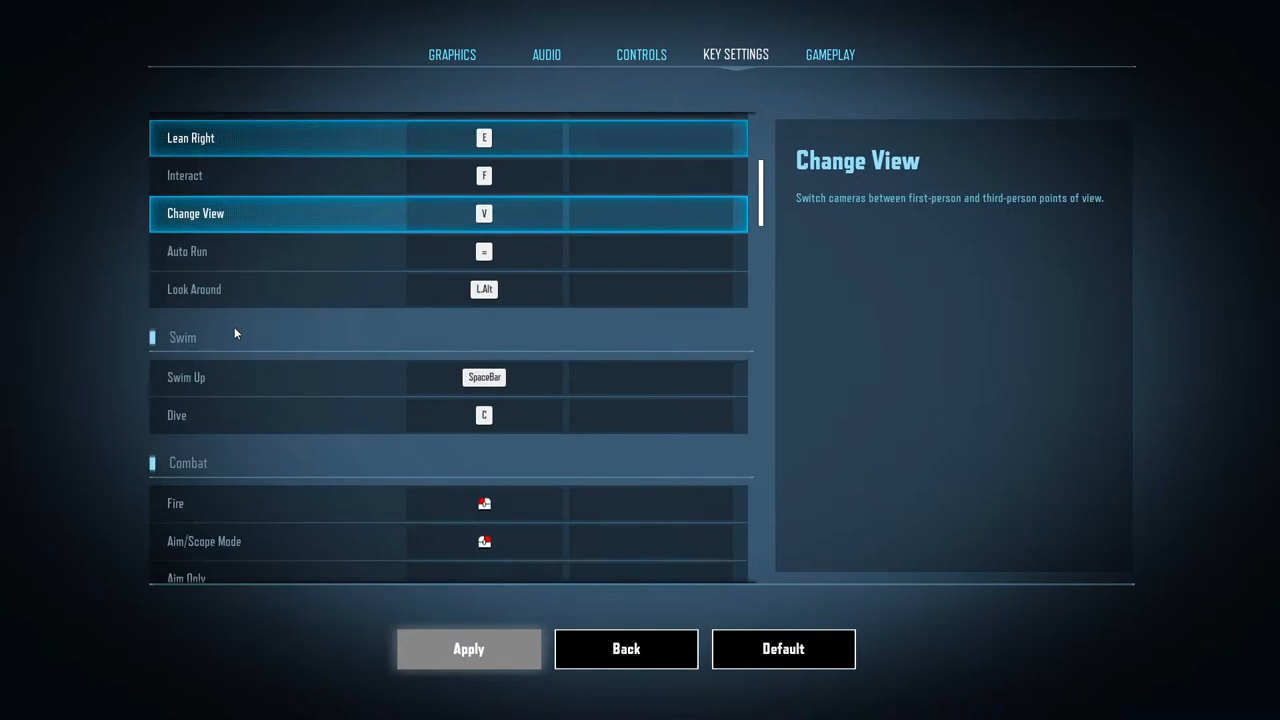 GRAPHICS AUDIO CONTROLS KEY SETTINGS GAMEPLAY
Lean Right E
Interact F
Change View V
Auto Run =
Look Around L.Alt
Swim
Swim Up SpaceBar
Dive C
Combat
Fire
Aim/Scope Mode
Aim Only
Change View
Switch cameras between first-person and third-person points of view.
Apply Back Default